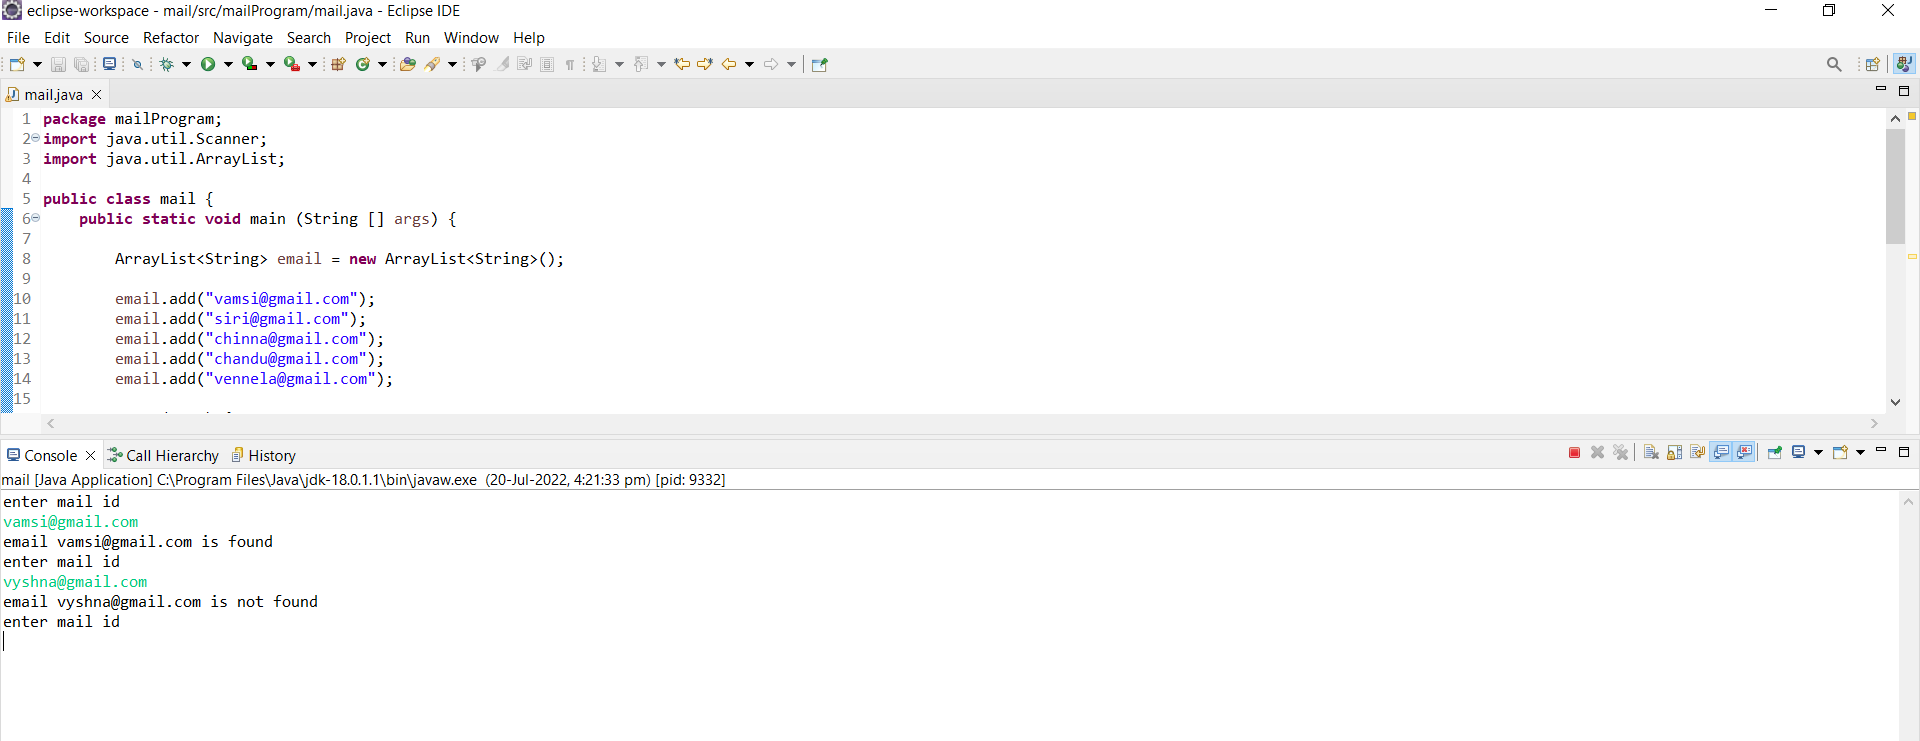 eclipse-workspace - mail/src/mailProgram/mail.java - Eclipse IDE
File Edit Source Refactor Navigate Search Project Run Window Help
mail.java
1 package mailProgram;
2 import java.util.Scanner;
3 import java.util.ArrayList;
4
5 public class mail {
6     public static void main (String [] args) {
7
8         ArrayList<String> email = new ArrayList<String>();
9
10         email.add("vamsi@gmail.com");
11         email.add("siri@gmail.com");
12         email.add("chinna@gmail.com");
13         email.add("chandu@gmail.com");
14         email.add("vennela@gmail.com");
15
Console Call Hierarchy History
mail [Java Application] C:\Program Files\Java\jdk-18.0.1.1\bin\javaw.exe (20-Jul-2022, 4:21:33 pm) [pid: 9332]
enter mail id
vamsi@gmail.com
email vamsi@gmail.com is found
enter mail id
vyshna@gmail.com
email vyshna@gmail.com is not found
enter mail id